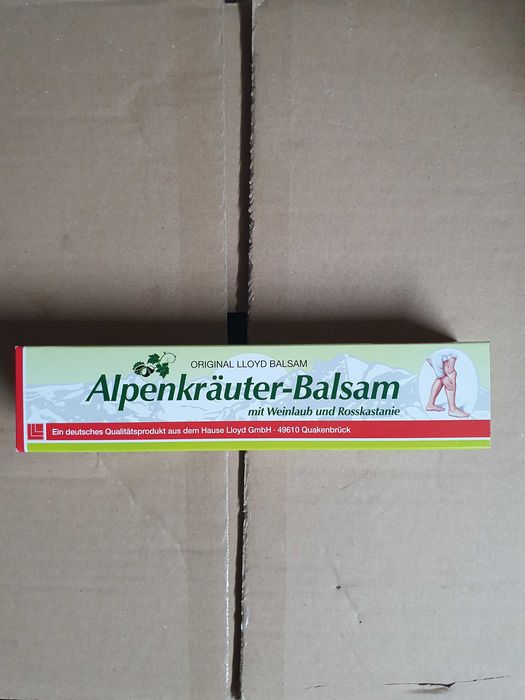 ORIGINAL LLOYD BALSAM
Alpenkräuter-Balsam
mit Weinlaub und Rosskastanie
Ein deutsches Qualitätsprodukt aus dem Hause Lloyd GmbH · 49610 Quakenbrück